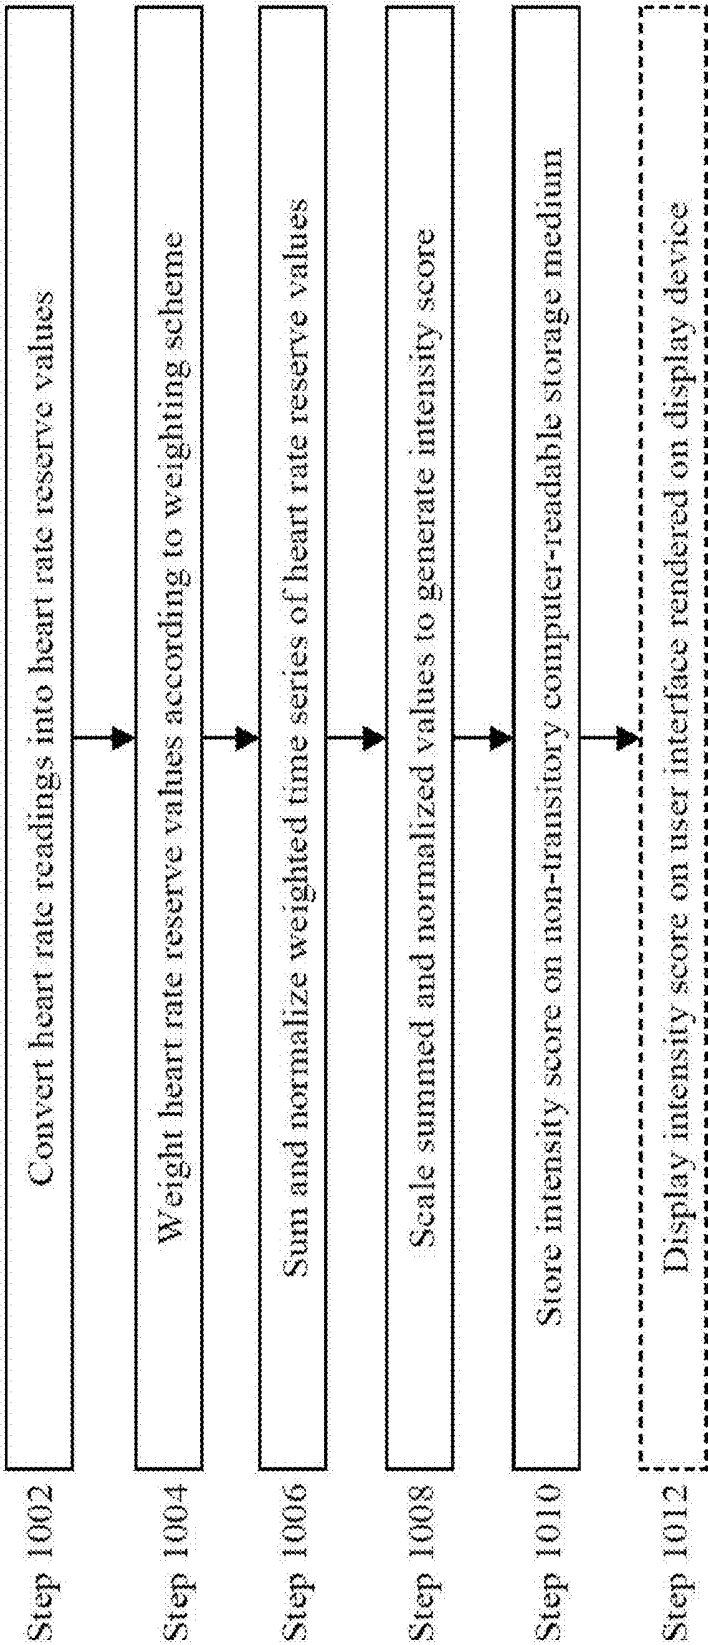 Step 1002
Convert heart rate readings into heart rate reserve values
Step 1004
Weight heart rate reserve values according to weighting scheme
Step 1006
Sum and normalize weighted time series of heart rate reserve values
Step 1008
Scale summed and normalized values to generate intensity score
Step 1010
Store intensity score on non-transitory computer-readable storage medium
Step 1012
Display intensity score on user interface rendered on display device